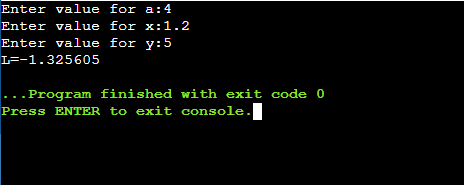 Enter value for a:4
Enter value for x:1.2
Enter value for y:5
L=-1.325605
...Program finished with exit code 0
Press ENTER to exit console.